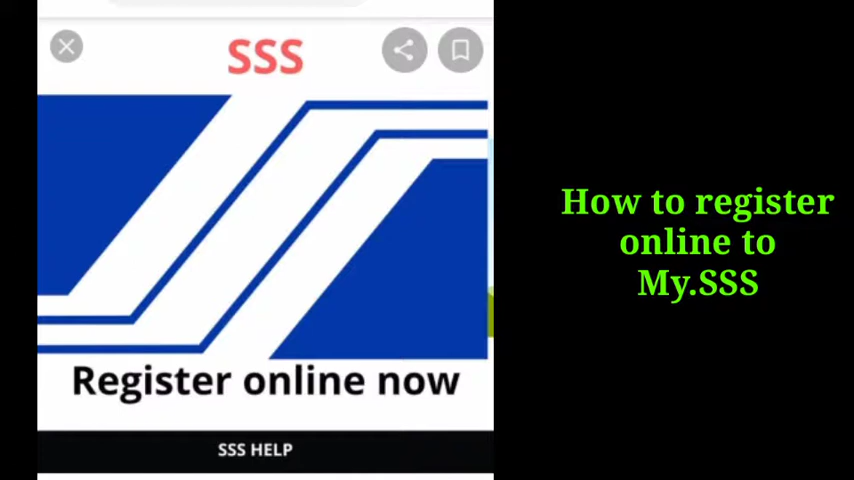 SSS
Register online now
SSS HELP
How to register
online to
My.SSS